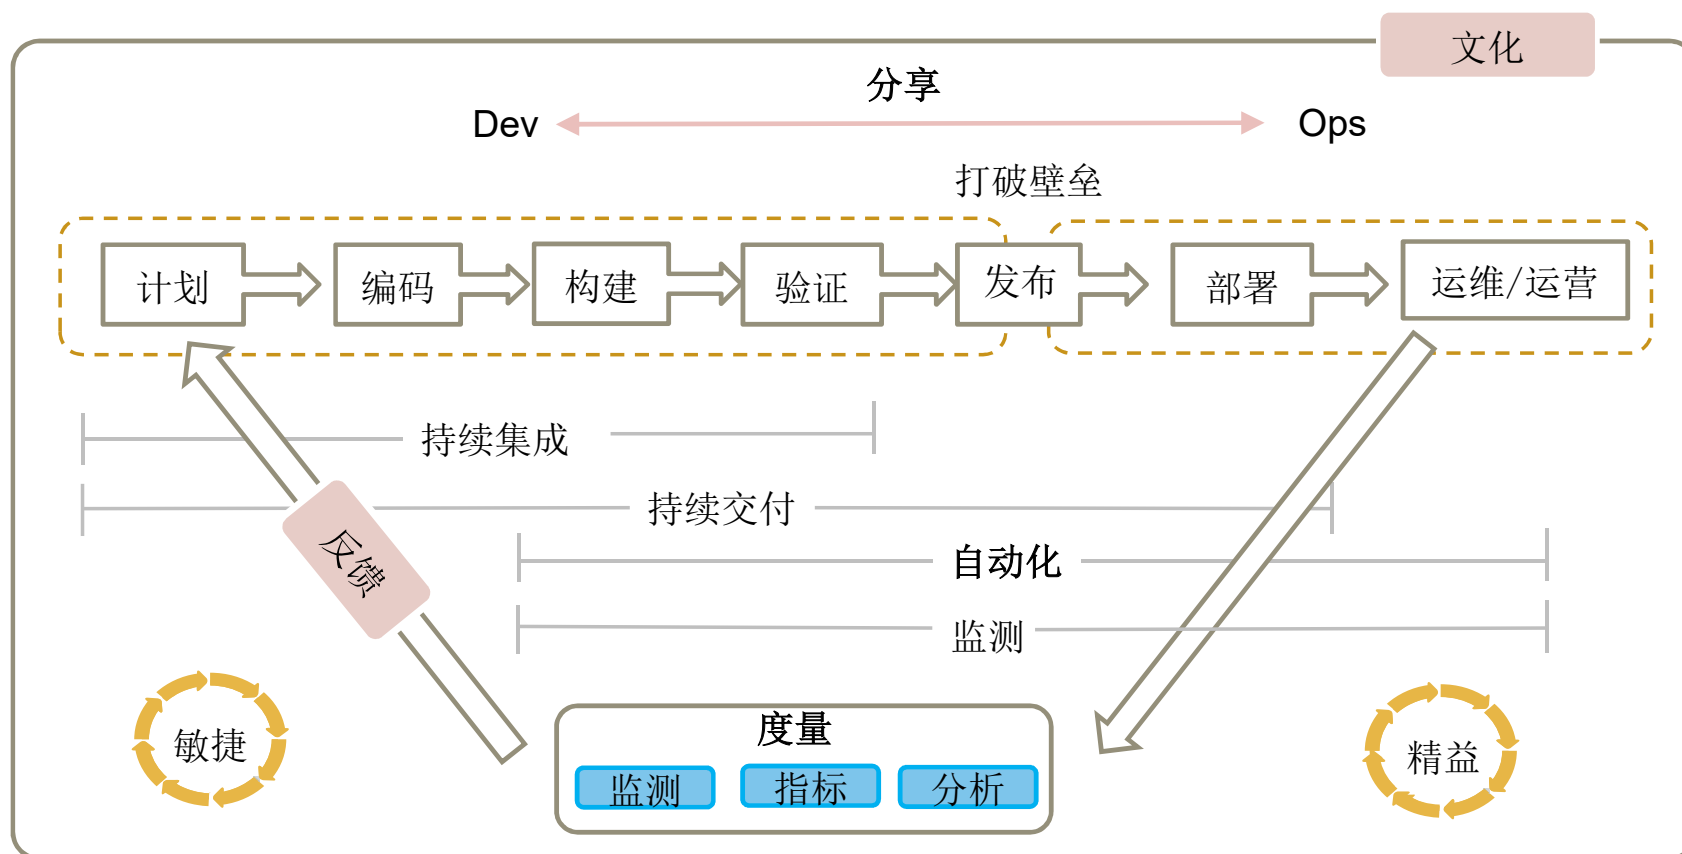 文化
分享
Dev
Ops
打破壁垒
计划
编码
构建
验证
发布
部署
运维/运营
持续集成
持续交付
自动化
监测
反馈
敏捷
度量
监测
指标
分析
精益